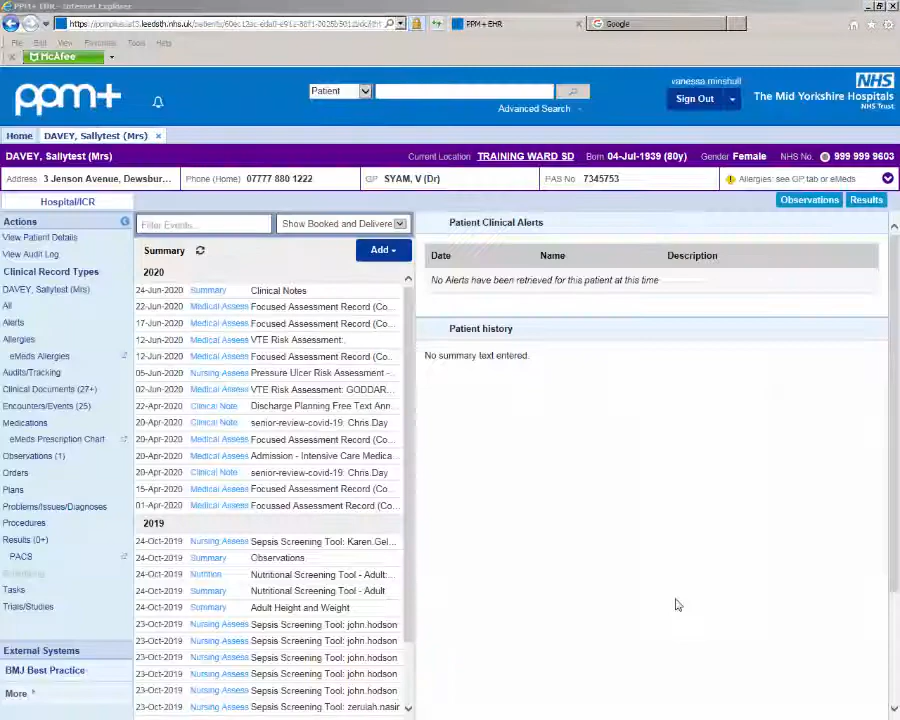 PPM+ EHR - Internet Explorer
PPM+ EHR
Google
File Edit View Favorites Tools Help
McAfee
ppm+
Patient
Advanced Search
vanessa minshull
Sign Out
NHS
The Mid Yorkshire Hospitals
NHS Trust
Home DAVEY, Sallytest (Mrs) ×
DAVEY, Sallytest (Mrs) Current Location TRAINING WARD SD Born 04-Jul-1939 (80y) Gender Female NHS No. 999 999 9603
Address 3 Jenson Avenue, Dewsbur... Phone (Home) 07777 880 1222 GP SYAM, V (Dr) PAS No 7345753 Allergies: see GP tab or eMeds
Hospital/ICR
Observations Results
Actions
View Patient Details
View Audit Log
Clinical Record Types
DAVEY, Sallytest (Mrs)
All
Alerts
Allergies
eMeds Allergies
Audits/Tracking
Clinical Documents (27+)
Encounters/Events (25)
Medications
eMeds Prescription Chart
Observations (1)
Orders
Plans
Problems/Issues/Diagnoses
Procedures
Results (0+)
PACS
Tasks
Trials/Studies
External Systems
BMJ Best Practice
More
Filter Events... Show Booked and Delivere
Summary Add
2020
24-Jun-2020 Summary Clinical Notes
22-Jun-2020 Medical Assess Focused Assessment Record (Co...
17-Jun-2020 Medical Assess Focused Assessment Record (Co...
12-Jun-2020 Medical Assess VTE Risk Assessment:,
12-Jun-2020 Medical Assess Focused Assessment Record (Co...
05-Jun-2020 Nursing Assess Pressure Ulcer Risk Assessment -...
02-Jun-2020 Medical Assess VTE Risk Assessment: GODDAR...
22-Apr-2020 Clinical Note Discharge Planning Free Text Ann...
20-Apr-2020 Clinical Note senior-review-covid-19: Chris.Day
20-Apr-2020 Medical Assess Focused Assessment Record (Co...
20-Apr-2020 Medical Assess Admission - Intensive Care Medica...
20-Apr-2020 Clinical Note senior-review-covid-19: Chris.Day
15-Apr-2020 Medical Assess Focused Assessment Record (Co...
01-Apr-2020 Medical Assess Focussed Assessment Record (Co...
2019
24-Oct-2019 Nursing Assess Sepsis Screening Tool: Karen.Gel...
24-Oct-2019 Summary Observations
24-Oct-2019 Nutrition Nutritional Screening Tool - Adult:...
24-Oct-2019 Summary Nutritional Screening Tool - Adult
24-Oct-2019 Summary Adult Height and Weight
23-Oct-2019 Nursing Assess Sepsis Screening Tool: john.hodson
23-Oct-2019 Nursing Assess Sepsis Screening Tool: john.hodson
23-Oct-2019 Nursing Assess Sepsis Screening Tool: john.hodson
23-Oct-2019 Nursing Assess Sepsis Screening Tool: john.hodson
23-Oct-2019 Nursing Assess Sepsis Screening Tool: john.hodson
23-Oct-2019 Nursing Assess Sepsis Screening Tool: zeruiah.nasir
Patient Clinical Alerts
Date Name Description
No Alerts have been retrieved for this patient at this time
Patient history
No summary text entered.